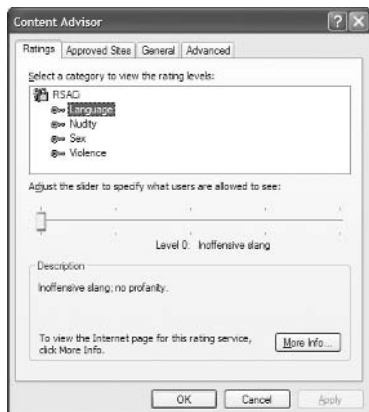 Content Advisor
Ratings Approved Sites General Advanced
Select a category to view the rating levels:
RSACi
Language
Nudity
Sex
Violence
Adjust the slider to specify what users are allowed to see:
Level 0: Inoffensive slang
Description
Inoffensive slang; no profanity.
To view the Internet page for this rating service,
click More Info.
More Info...
OK Cancel Apply